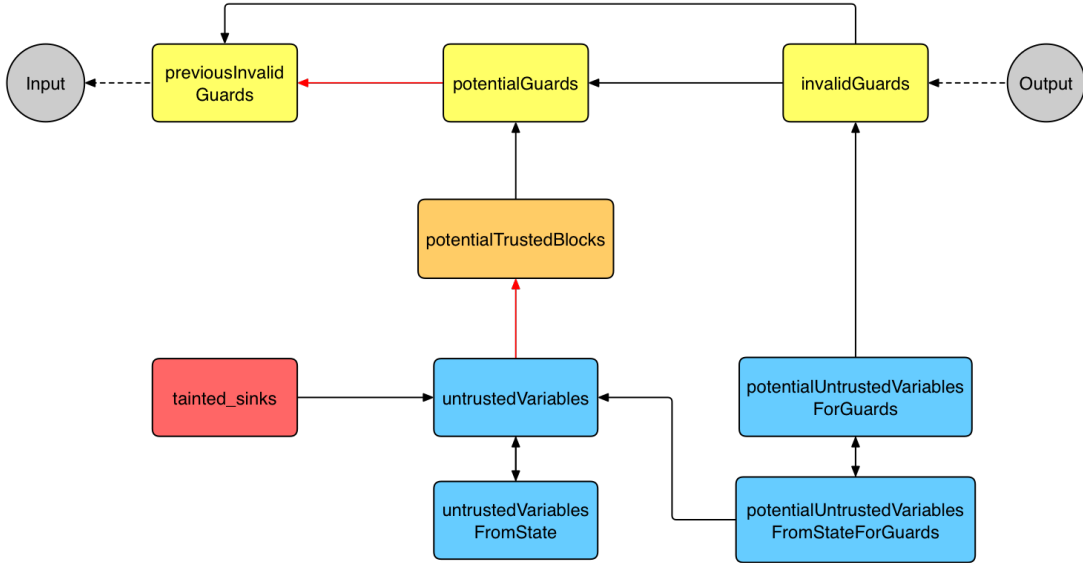 Input
previousInvalid
Guards
potentialGuards
invalidGuards
Output
potentialTrustedBlocks
tainted_sinks
untrustedVariables
potentialUntrustedVariables
ForGuards
untrustedVariables
FromState
potentialUntrustedVariables
FromStateForGuards